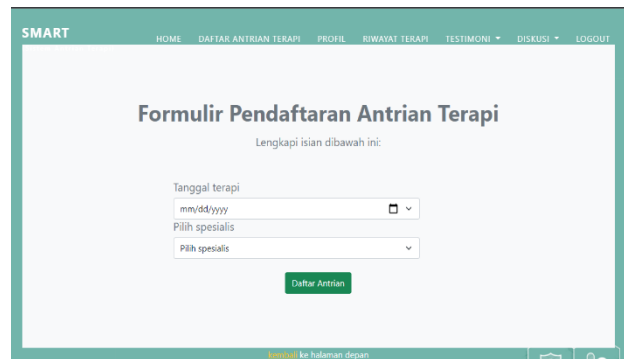 SMART
HOME DAFTAR ANTRIAN TERAPI PROFIL RIWAYAT TERAPI TESTIMONI DISKUSI LOGOUT
Formulir Pendaftaran Antrian Terapi
Lengkapi isian dibawah ini:
Tanggal terapi
mm/dd/yyyy
Pilih spesialis
Pilih spesialis
Daftar Antrian
kembali ke halaman depan